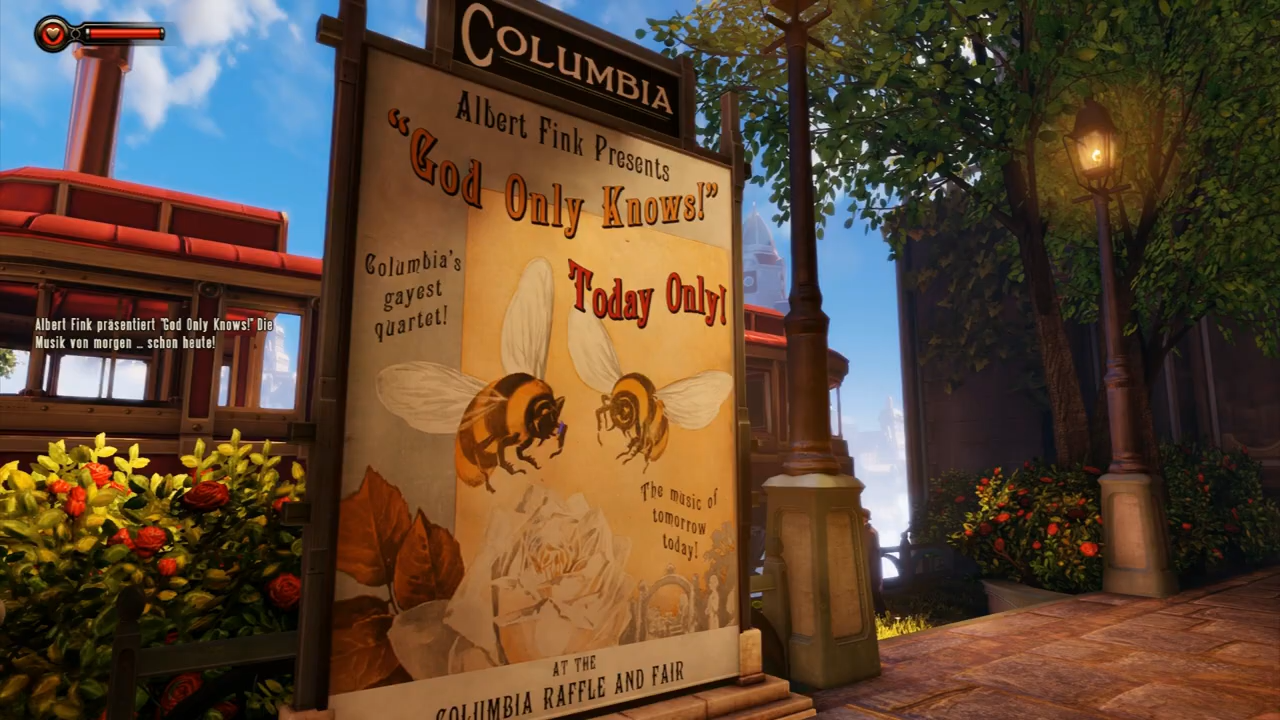 COLUMBIA
Albert Fink Presents
“God Only Knows!”
Columbia's
gayest
quartet!
Today Only!
Albert Fink präsentiert "God Only Knows!" Die
Musik von morgen ... schon heute!
The music of
tomorrow
today!
AT THE
COLUMBIA RAFFLE AND FAIR